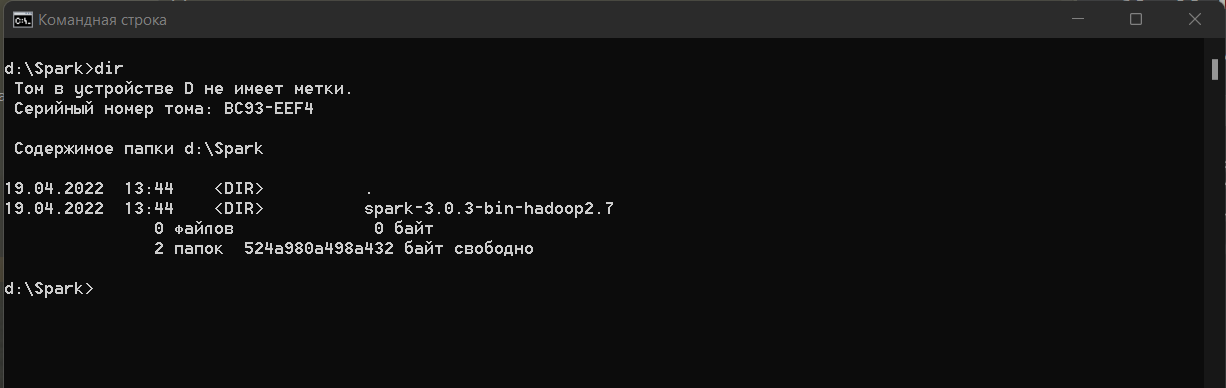 Командная строка
d:\Spark>dir
Том в устройстве D не имеет метки.
Серийный номер тома: BC93-EEF4
Содержимое папки d:\Spark
19.04.2022  13:44    <DIR>          .
19.04.2022  13:44    <DIR>          spark-3.0.3-bin-hadoop2.7
0 файлов              0 байт
2 папок  524а980а498а432 байт свободно
d:\Spark>